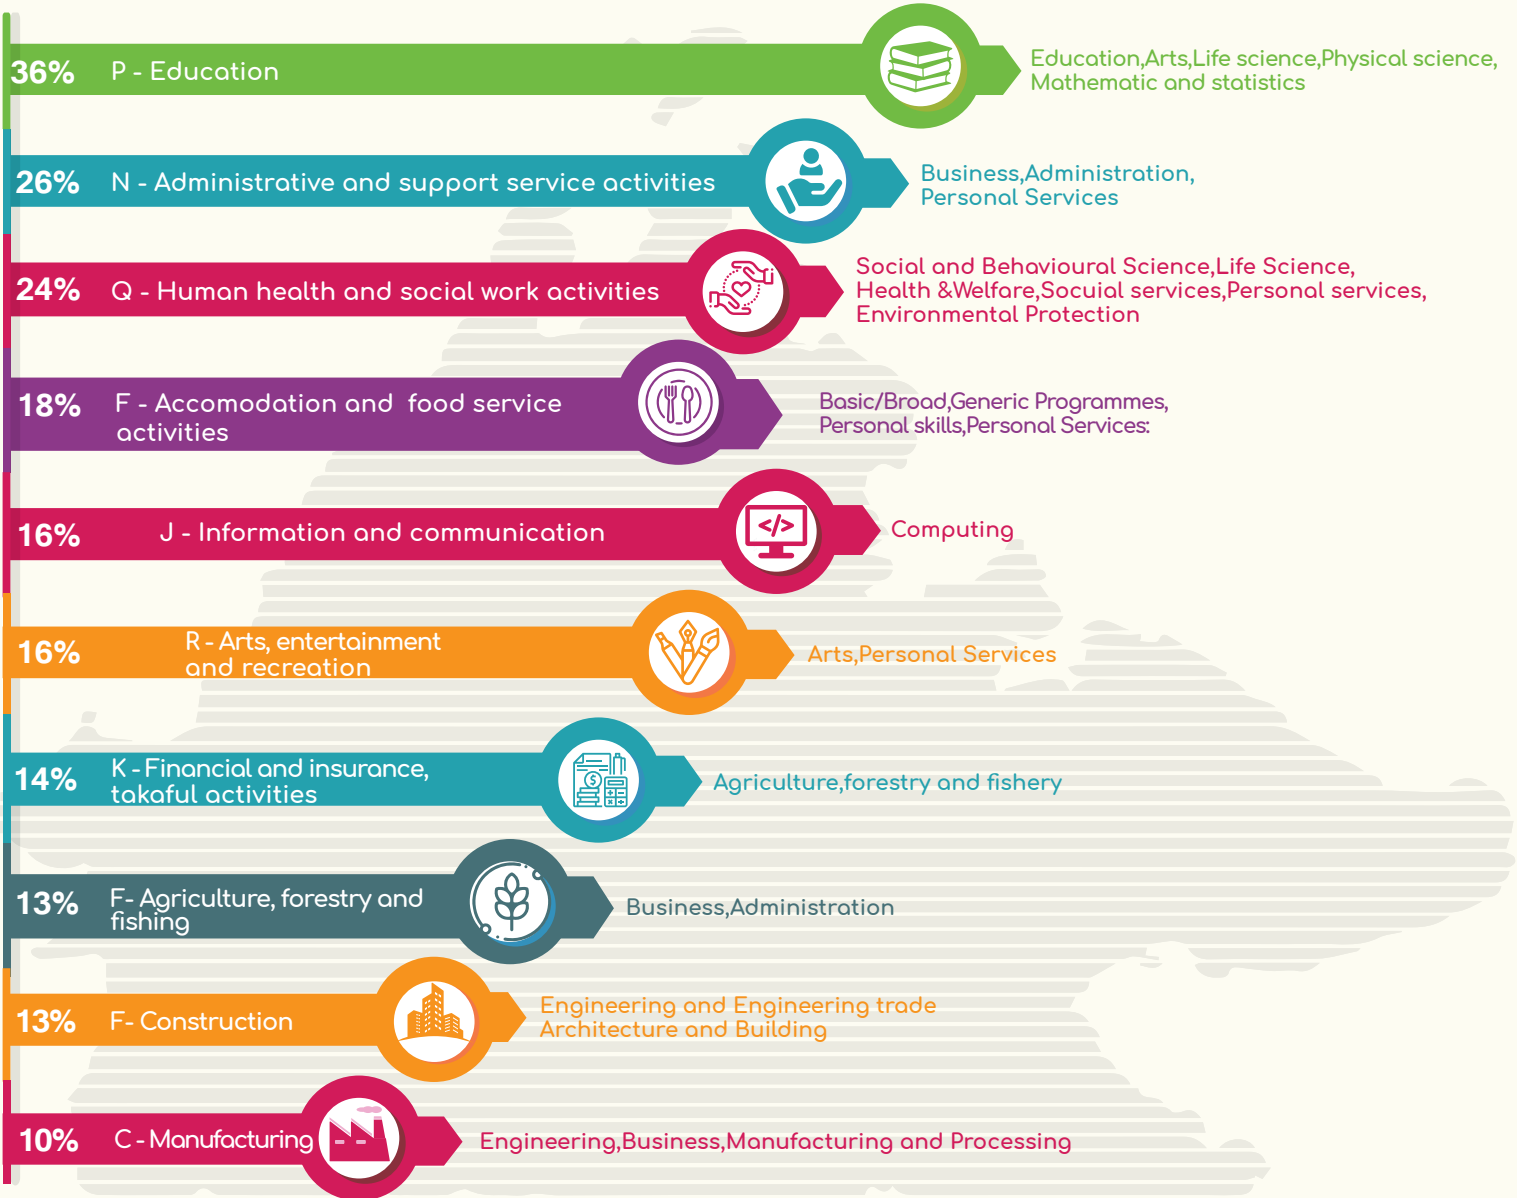 36% P - Education
Education,Arts,Life science,Physical science,
Mathematic and statistics
26% N - Administrative and support service activities
Business,Administration,
Personal Services
24% Q - Human health and social work activities
Social and Behavioural Science,Life Science,
Health &Welfare,Socuial services,Personal services,
Environmental Protection
18% F - Accomodation and food service
activities
Basic/Broad,Generic Programmes,
Personal skills,Personal Services:
16% J - Information and communication
</>
Computing
16% R - Arts, entertainment
and recreation
Arts,Personal Services
14% K - Financial and insurance,
takaful activities
$
Agriculture,forestry and fishery
13% F- Agriculture, forestry and
fishing
Business,Administration
13% F- Construction
Engineering and Engineering trade
Architecture and Building
10% C - Manufacturing
Engineering,Business,Manufacturing and Processing